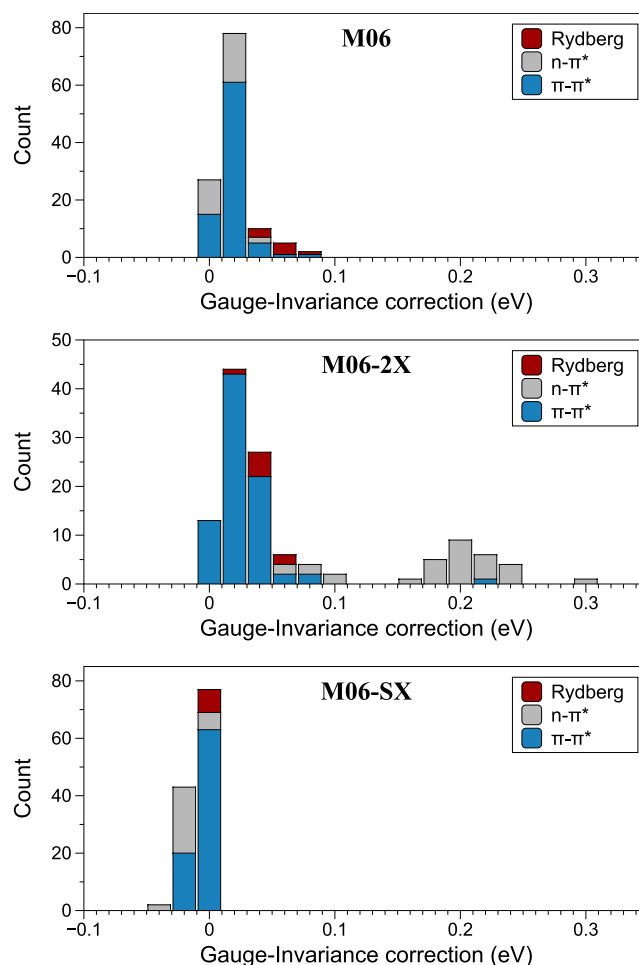 M06
Rydberg
n-π*
π-π*
Count
80
60
40
20
0
−0.1 0 0.1 0.2 0.3
Gauge-Invariance correction (eV)
M06-2X
Rydberg
n-π*
π-π*
Count
50
40
30
20
10
0
−0.1 0 0.1 0.2 0.3
Gauge-Invariance correction (eV)
M06-SX
Rydberg
n-π*
π-π*
Count
80
60
40
20
0
−0.1 0 0.1 0.2 0.3
Gauge-Invariance correction (eV)